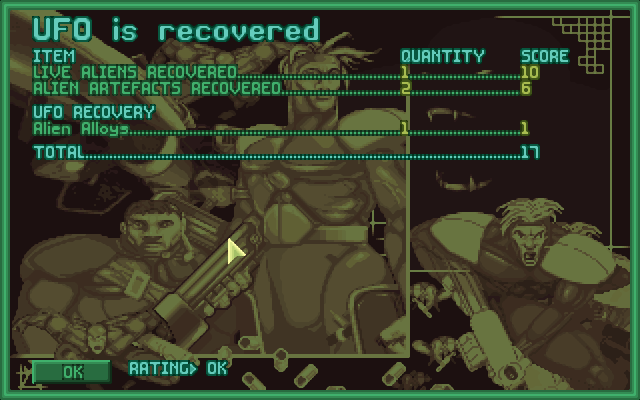 UFO is recovered
ITEM QUANTITY SCORE
LIVE ALIENS RECOVERED 1 10
ALIEN ARTEFACTS RECOVERED 2 6
UFO RECOVERY
Alien Alloys 1 1
TOTAL 17
OK RATING> OK